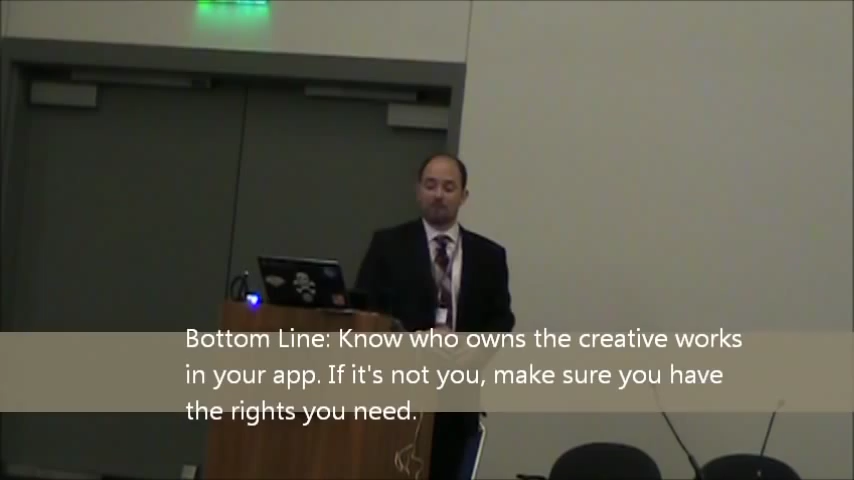 Bottom Line: Know who owns the creative works
in your app. If it's not you, make sure you have
the rights you need.